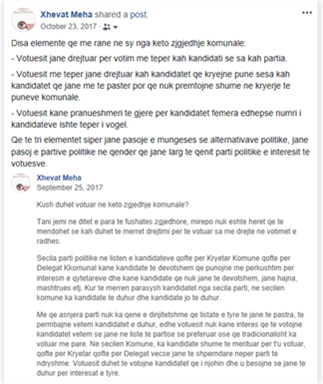 Xhevat Meha shared a post.
October 23, 2017
Disa elemente qe me rane ne sy nga keto zgjgedhje komunale:
- Votuesit jane drejtuar per votim me teper kah kandidati se sa kah partia.
- Votuesit me teper jane drejtuar kah kandidatet qe kryejne pune sesa kah
kandidatet qe jane me te paster por qe nuk premtojne shume ne kryerje te
puneve komunale.
- Votuesit kane pranueshmeri te gjere per kandidatet femera edhepse numri i
kandidateve ishte teper i vogel.
Qe te tri elementet siper jane pasoje e mungeses se alternativave politike, jane
pasoj e partive politike ne qender qe jane larg te qenit parti politike e interesit te
votuesve.
Xhevat Meha
September 25, 2017
Kush duhet votuar ne keto zgjedhje komunale?
Tani jemi ne ditet e para te fushates zgjedhore, mirepo nuk eshte heret qe te
mendohet se kah duhet te merret drejtimi per te votuar sa me drejte ne votimet e
radhes.
Secila parti politike ne listen e kandidateve qofte per Kryetar Komune qofte per
Delegat Kkomunal kane kandidate te devotshem qe punojne me perkushtim per
interesin e qytetareve dhe kane kandidate qe nuk jane te devotshem, jane hajna,
mashtrues etj. Kur te merren parasysh kandidatet nga secila parti, ne secilen
komune ka kandidate te duhur dhe kandidate jo te duhur.
Me qe asnjera parti nuk ka qene e dinjitetshme qe listate e tyre te jane te pastra, te
permbajne vetem kandidatet e duhur, edhe votuesit nuk kane interes qe te votojne
kandidatet vetem se jane ne liste te partise se preferuar ose qe tradicionalisht ka
votuar me pare. Ne secilen Komune, ka kandidate shume te merituar per t'u votuar,
qofte per Kryetar qofte per Delegat vecse jane te shperndare neper parti te
ndryshme. Votuesit duhet te votojne kandidatet qe i njohin dhe u besojne se jane te
duhur per interesat e tyre.